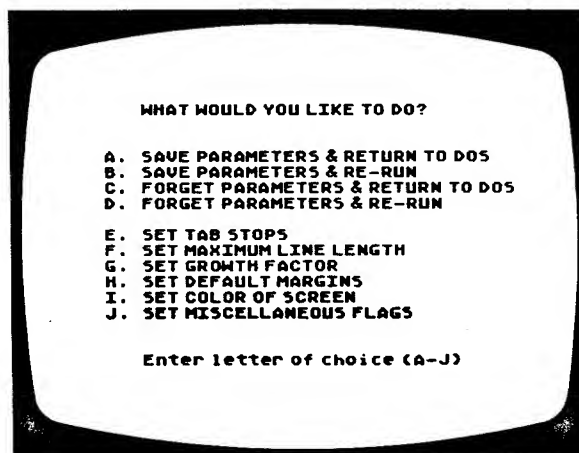 WHAT WOULD YOU LIKE TO DO?
A. SAVE PARAMETERS & RETURN TO DOS
B. SAVE PARAMETERS & RE-RUN
C. FORGET PARAMETERS & RETURN TO DOS
D. FORGET PARAMETERS & RE-RUN
E. SET TAB STOPS
F. SET MAXIMUM LINE LENGTH
G. SET GROWTH FACTOR
H. SET DEFAULT MARGINS
I. SET COLOR OF SCREEN
J. SET MISCELLANEOUS FLAGS
Enter letter of choice (A-J)